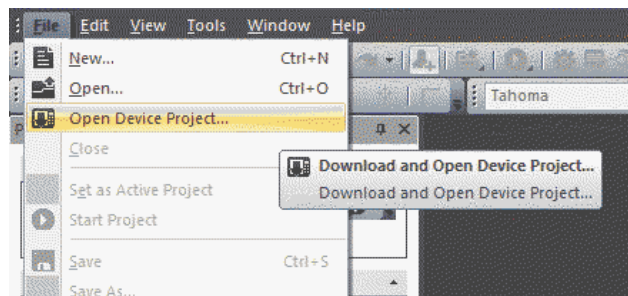 File Edit View Tools Window Help
New... Ctrl+N
Open... Ctrl+O
Tahoma
Open Device Project...
Close
Download and Open Device Project...
Set as Active Project
Download and Open Device Project...
Start Project
Save Ctrl+S
Save As...